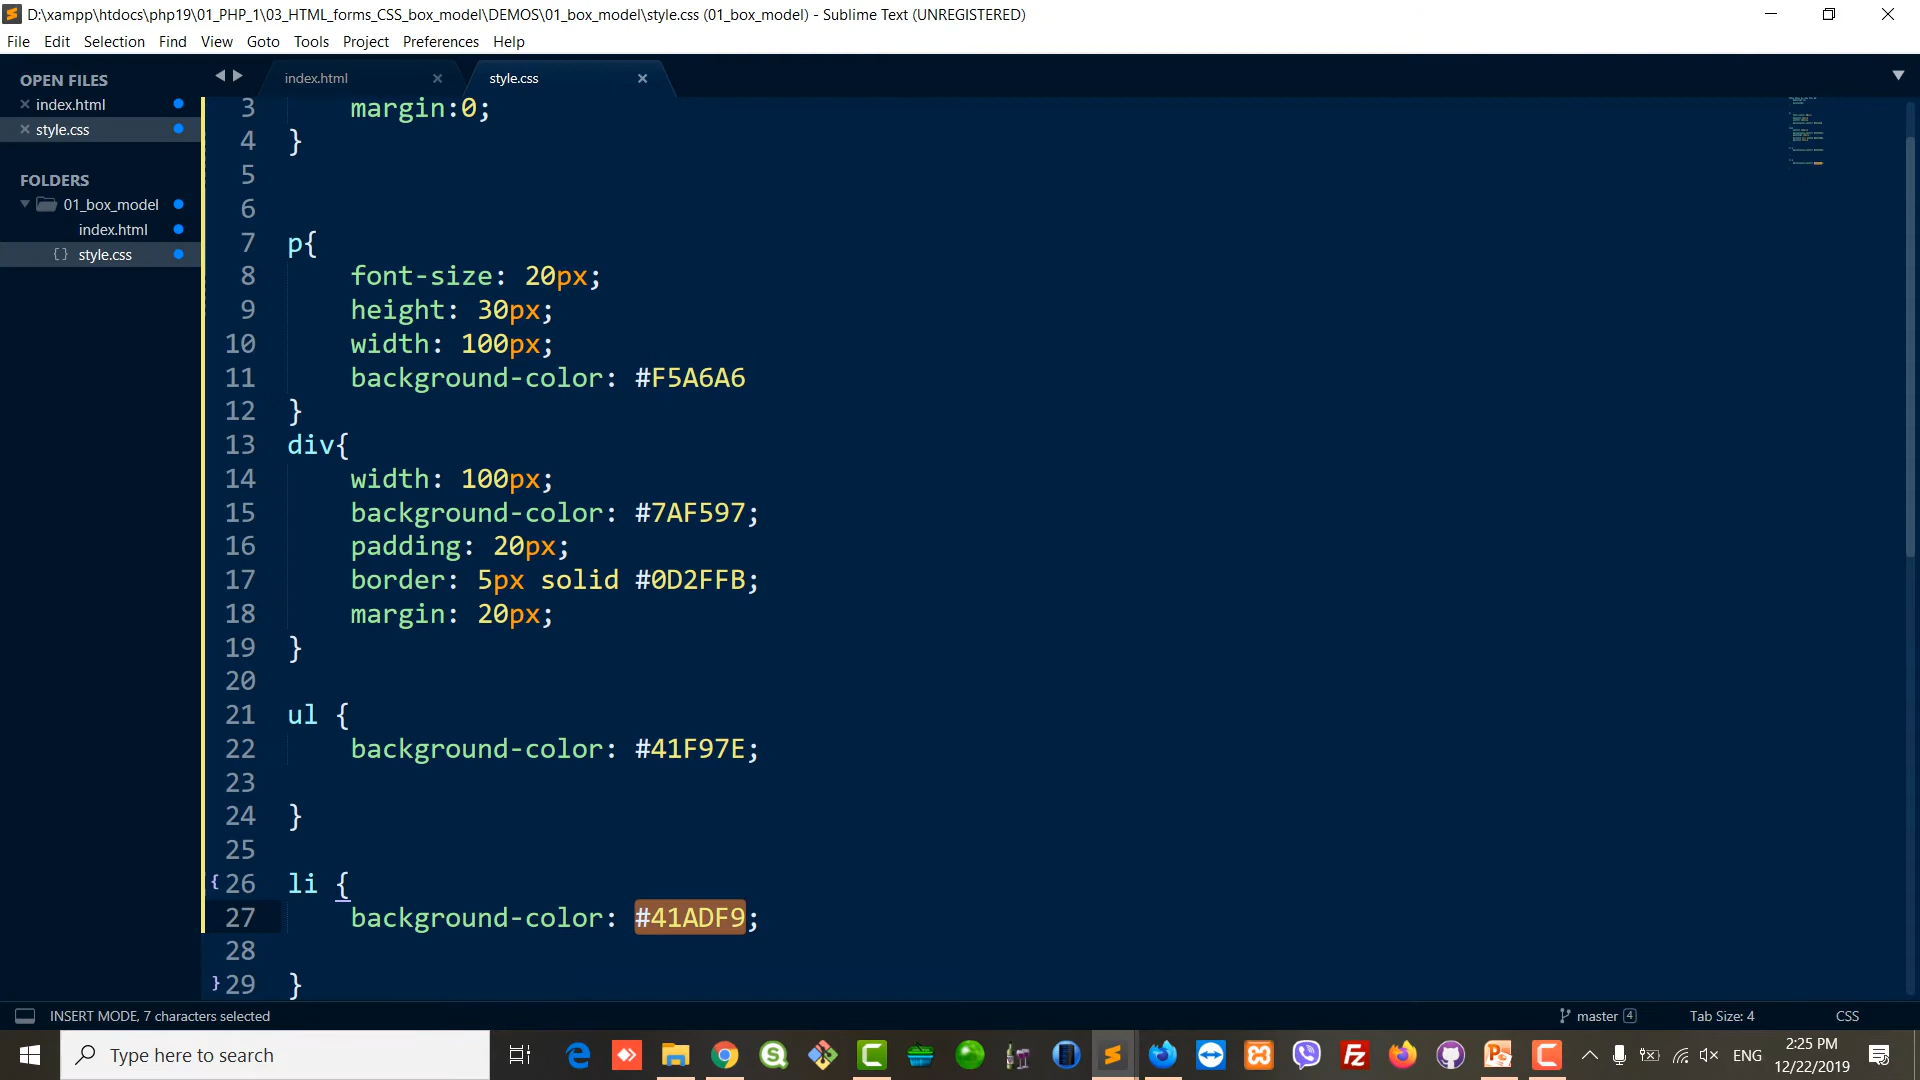 D:\xampp\htdocs\php19\01_PHP_1\03_HTML_forms_CSS_box_model\DEMOS\01_box_model\style.css (01_box_model) - Sublime Text (UNREGISTERED)
File Edit Selection Find View Goto Tools Project Preferences Help
OPEN FILES
index.html
style.css
FOLDERS
01_box_model
index.html
{} style.css
index.html
style.css
3 margin:0;
4 }
5
6
7 p{
8 font-size: 20px;
9 height: 30px;
10 width: 100px;
11 background-color: #F5A6A6
12 }
13 div{
14 width: 100px;
15 background-color: #7AF597;
16 padding: 20px;
17 border: 5px solid #0D2FFB;
18 margin: 20px;
19 }
20
21 ul {
22 background-color: #41F97E;
23
24 }
25
26 li {
27 background-color: #41ADF9;
28
29 }
INSERT MODE, 7 characters selected
master 4
Tab Size: 4
CSS
Type here to search
ENG
2:25 PM
12/22/2019